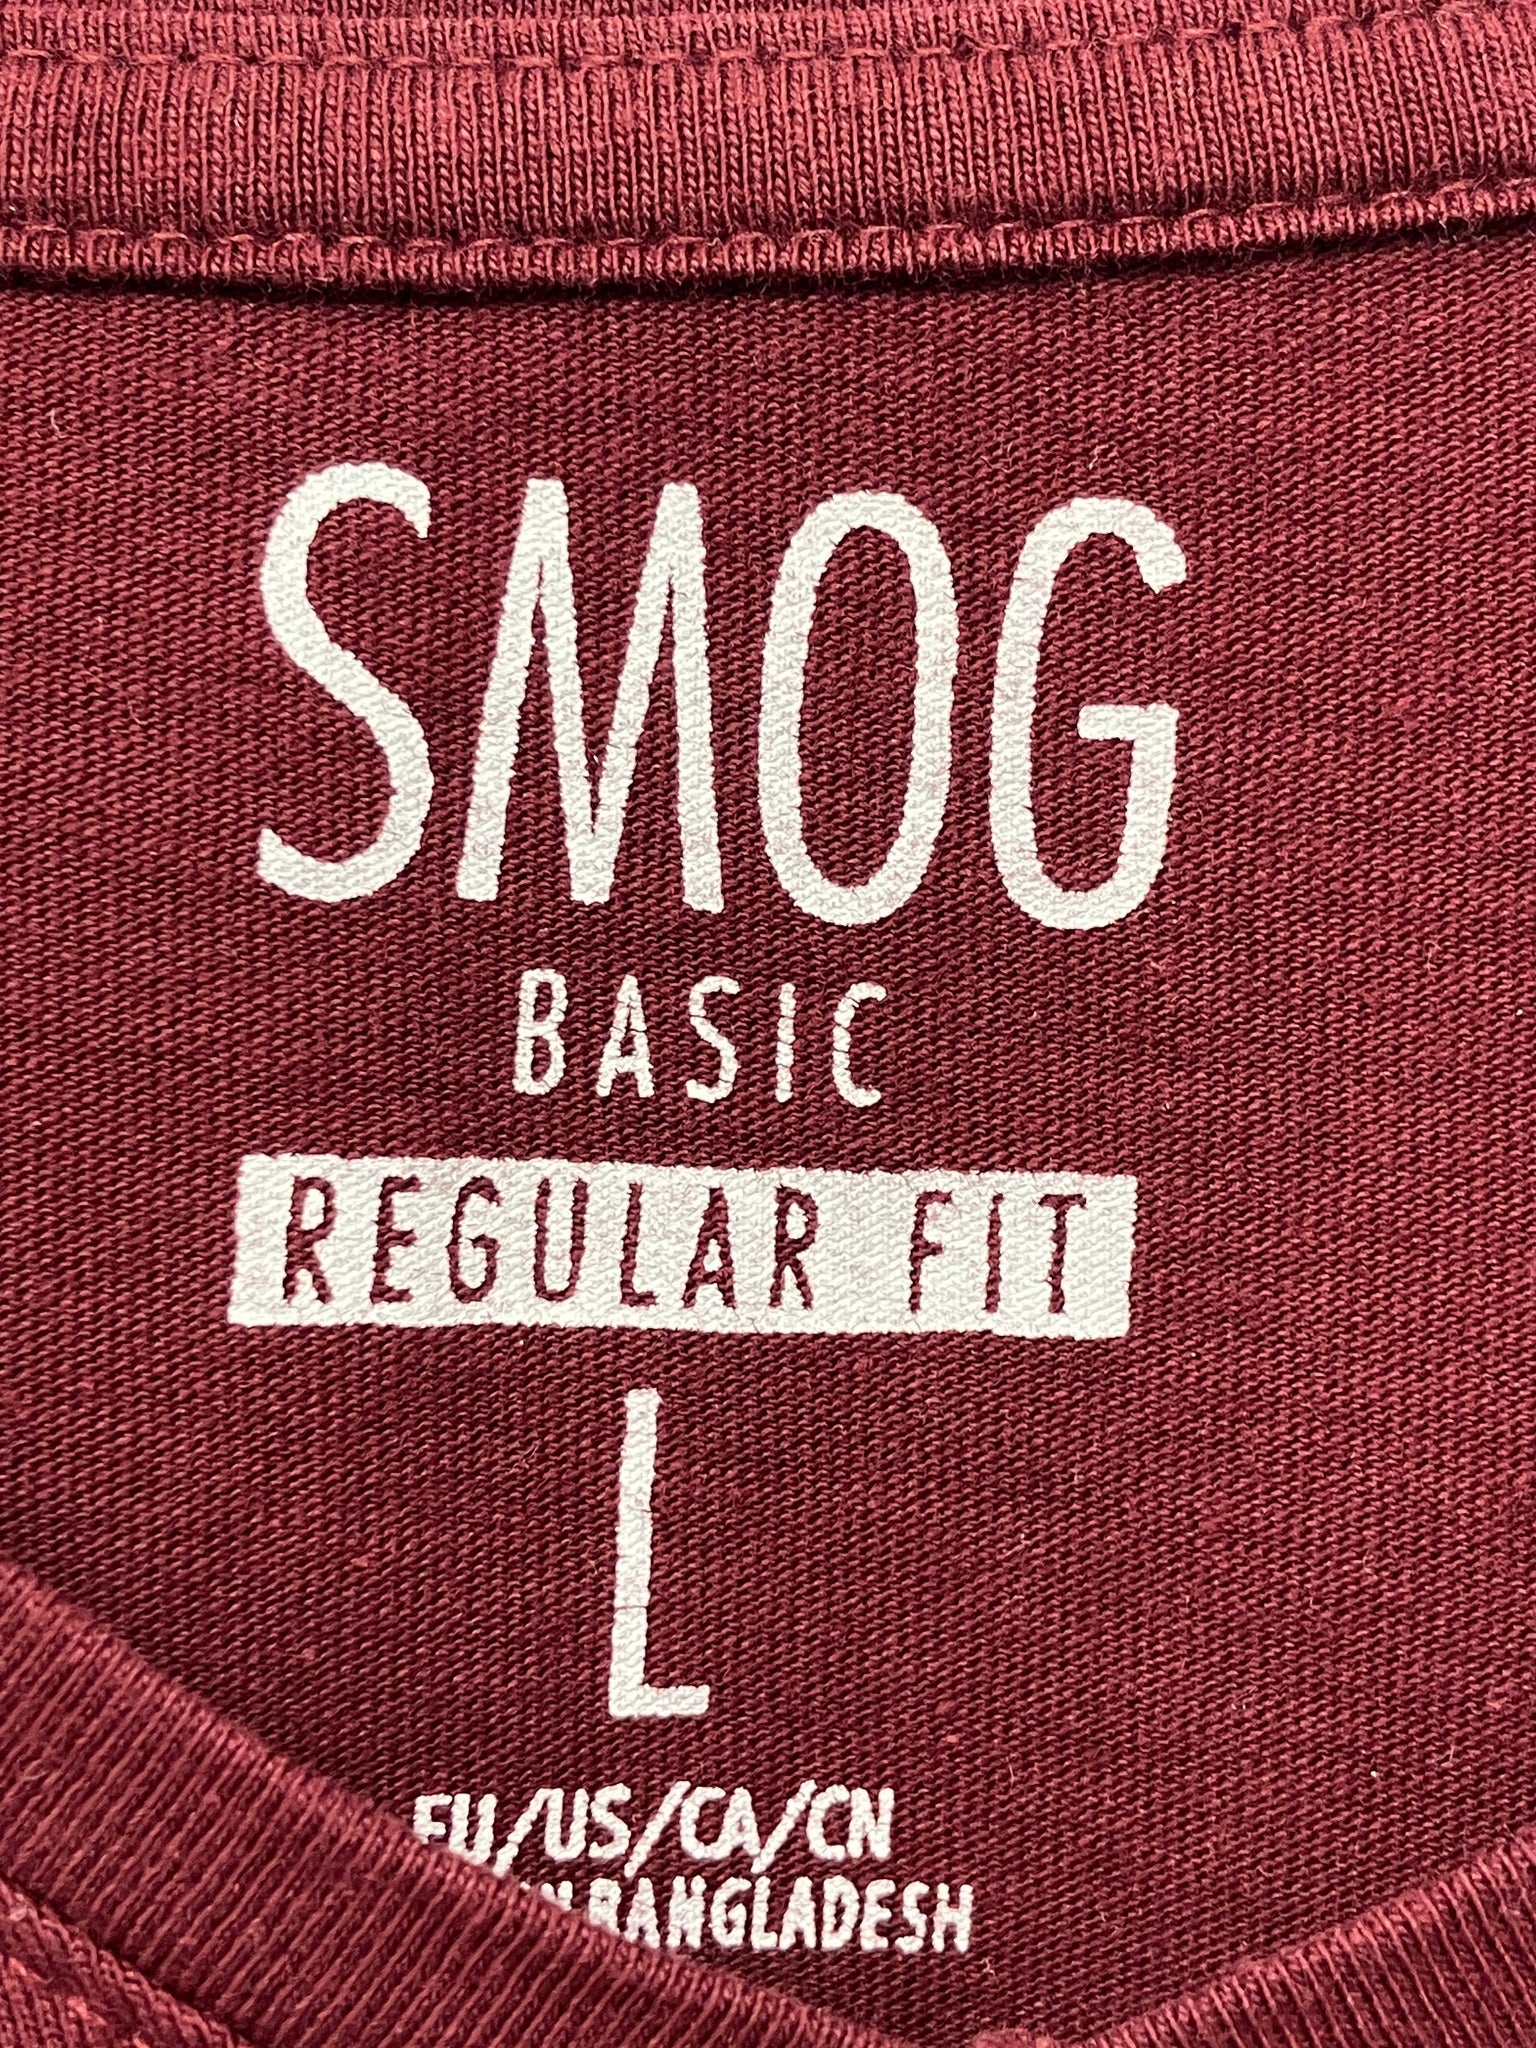 SMOG
BASIC
REGULAR FIT
L
EU/US/CA/CN
BANGLADESH